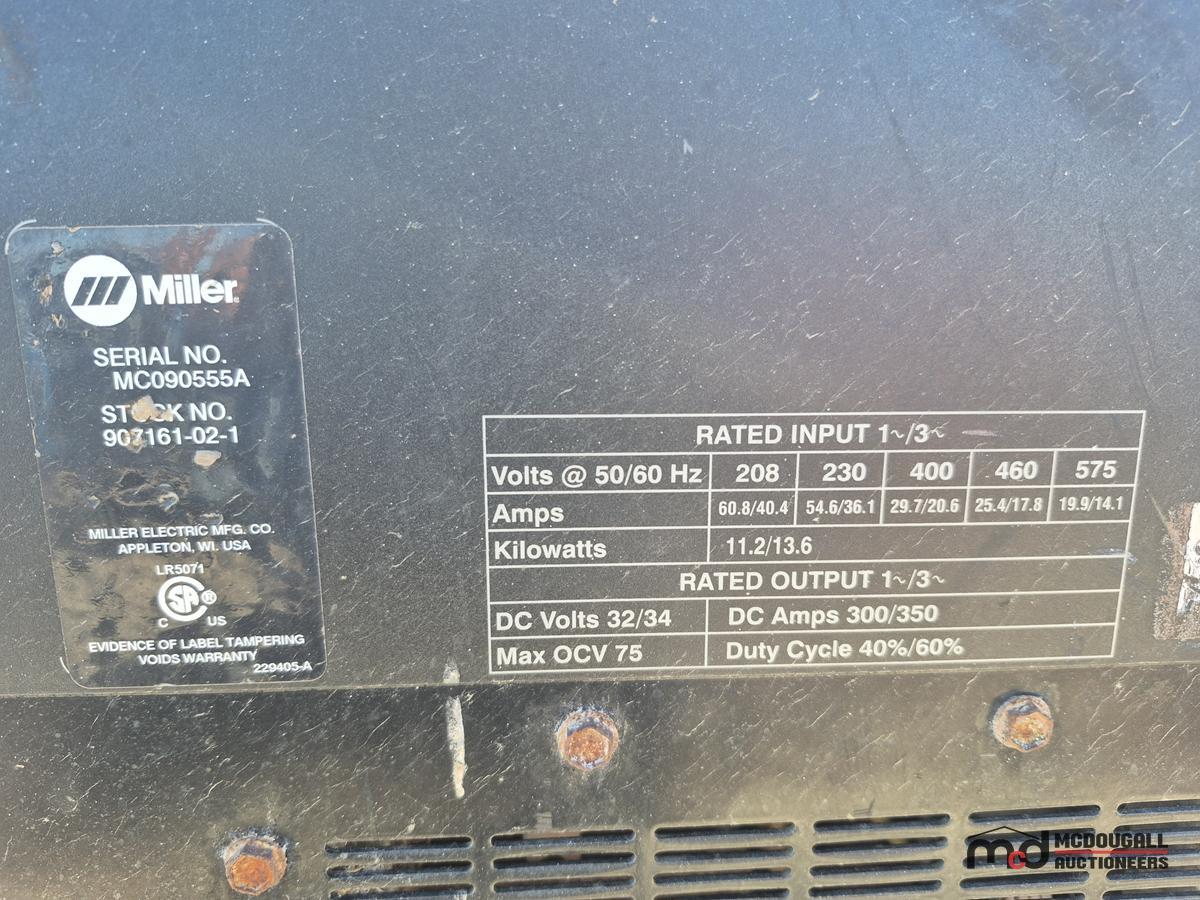 Miller
SERIAL NO.
MC090555A
STOCK NO.
907161-02-1
MILLER ELECTRIC MFG. CO.
APPLETON, WI. USA
LR5071
SA ®
C US
EVIDENCE OF LABEL TAMPERING
VOIDS WARRANTY
229405-A
RATED INPUT 1~/3~
Volts @ 50/60 Hz 208 230 400 460 575
Amps 60.8/40.4 54.6/36.1 29.7/20.6 25.4/17.8 19.9/14.1
Kilowatts 11.2/13.6
RATED OUTPUT 1~/3~
DC Volts 32/34 DC Amps 300/350
Max OCV 75 Duty Cycle 40%/60%
mcd MCDOUGALL
AUCTIONEERS